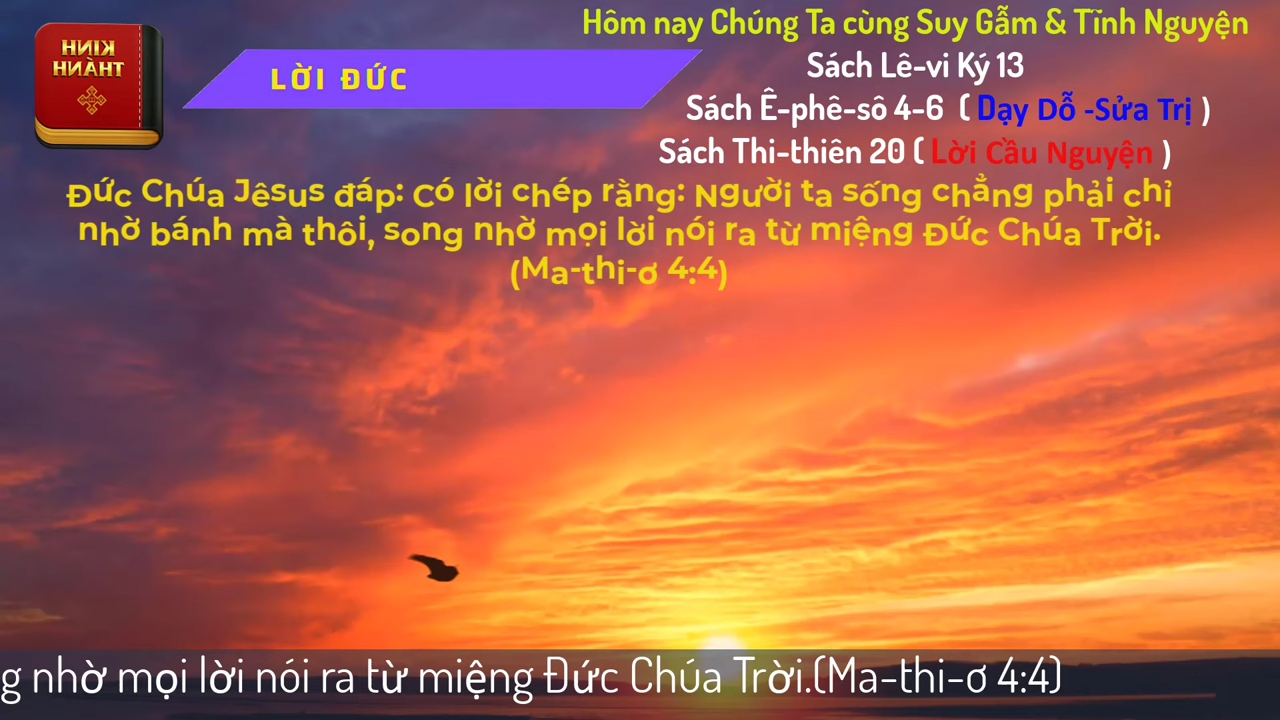 KINH
THÀNH
LỜI ĐỨC
Hôm nay Chúng Ta cùng Suy Gẫm & Tĩnh Nguyện
Sách Lê-vi Ký 13
Sách Ê-phê-sô 4-6 ( Dạy Dỗ -Sửa Trị )
Sách Thi-thiên 20 ( Lời Cầu Nguyện )
Đức Chúa Jêsus đáp: Có lời chép rằng: Người ta sống chẳng phải chỉ
nhờ bánh mà thôi, song nhờ mọi lời nói ra từ miệng Đức Chúa Trời.
(Ma-thi-ơ 4:4)
g nhờ mọi lời nói ra từ miệng Đức Chúa Trời.(Ma-thi-ơ 4:4)